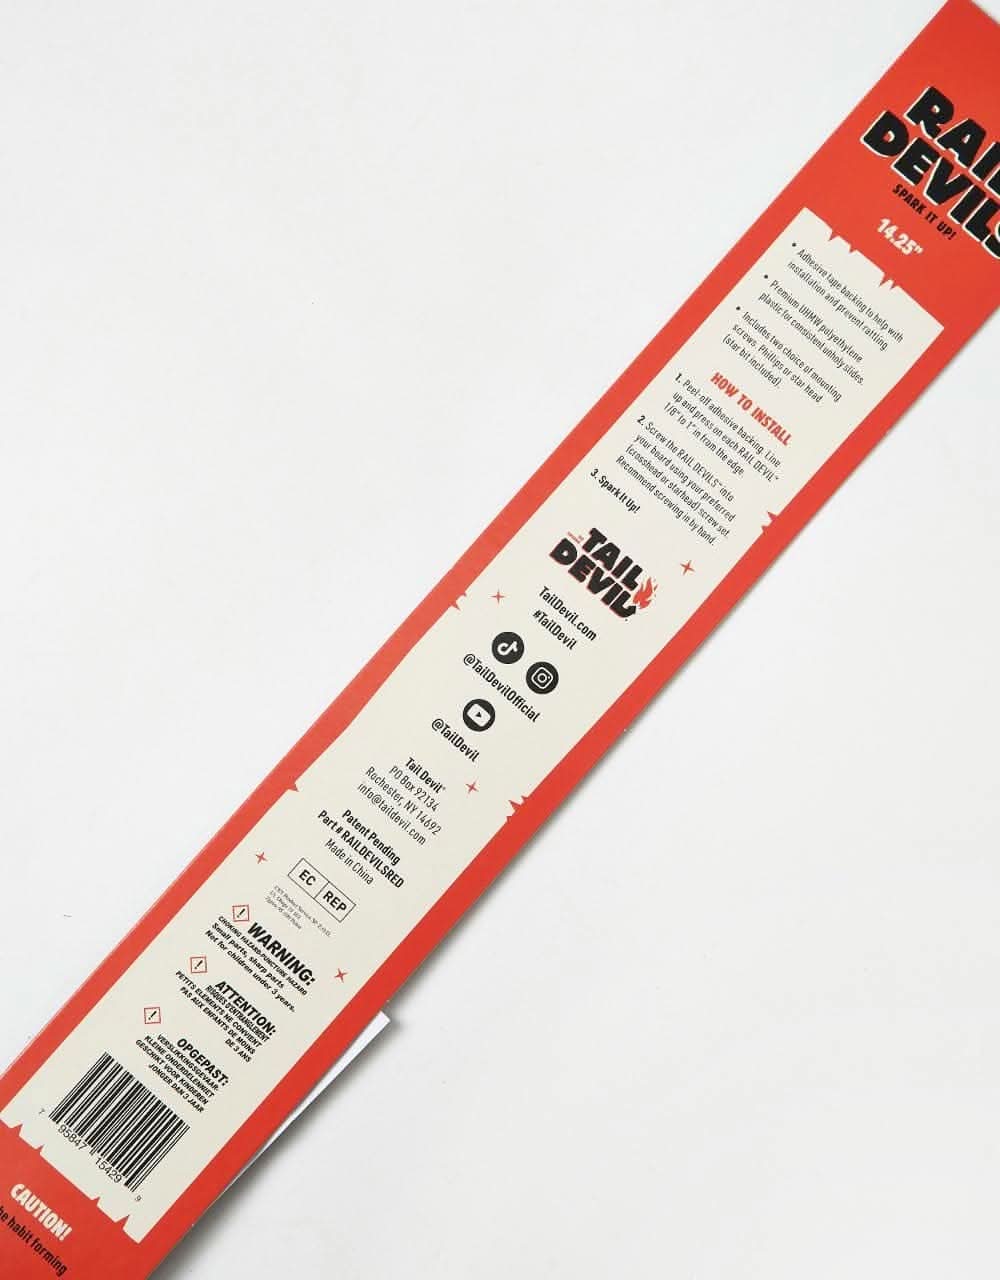 RAIL
DEVILS
SPARK IT UP!
14.25"
• Adhesive tape backing to help with
installation and prevent rattling
• Premium UHMW polyethylene
plastic for consistent unholy slides.
• Includes two choice of mounting
screws. Phillips or star head
(star bit included).
HOW TO INSTALL
1. Peel-off adhesive backing. Line
up and press on each RAIL DEVIL™
1/8" to 1" in from the edge.
2. Screw the RAIL DEVILS™ into
your board using your preferred
(crosshead or starhead) screw set.
Recommend screwing in by hand.
3. Spark It Up!
TAIL
DEVIL
TailDevil.com
#TailDevil
@TailDevilOfficial
@TailDevil
Tail Devil®
PO Box 92134
Rochester, NY 14692
info@taildevil.com
Patent Pending
Part # RAILDEVILSRED
Made in China
EC REP
WARNING:
CHOKING HAZARD/PUNCTURE HAZARD
Small parts, sharp parts
Not for children under 3 years.
ATTENTION:
RISQUES D'ENTRANGLEMENT
PETITS ELEMENTS NE CONVIENT
PAS AUX ENFANTS DE MOINS
DE 3 ANS
OPGEPAST:
VERSLIKKINGSGEVAAR.
KLEINE ONDERDELENNIET
GESCHIKT VOOR KINDEREN
JONGER DAN 3 JAAR
7 95847 15429 9
CAUTION!
be habit forming